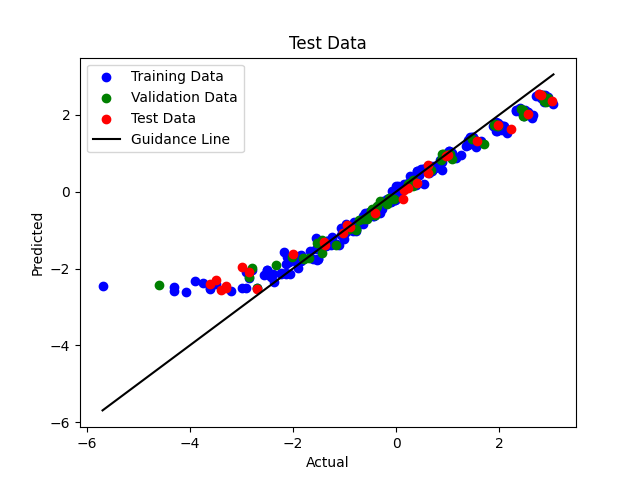 Test Data
Training Data
Validation Data
Test Data
Guidance Line
Predicted
2
0
−2
−4
−6
−6
−4
−2
0
2
Actual